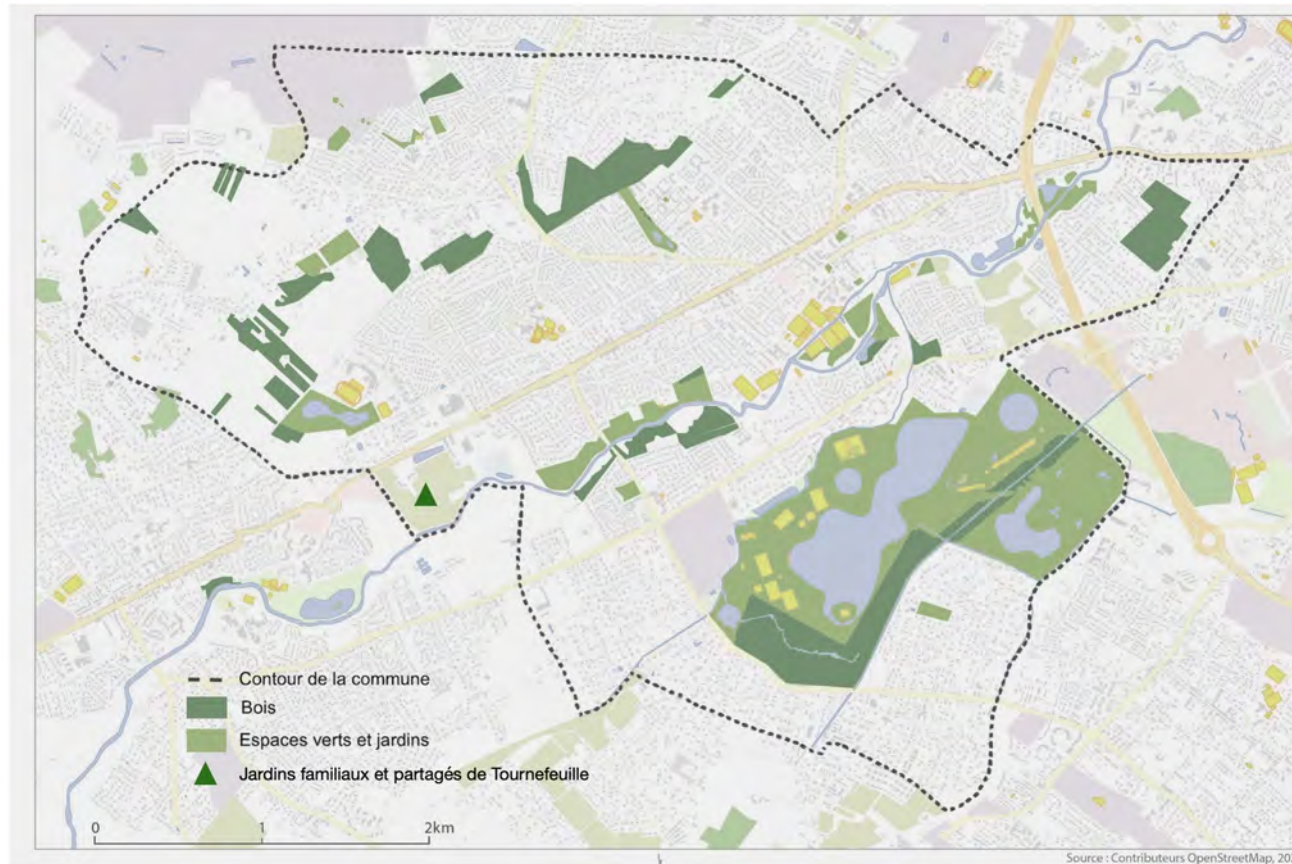 Contour de la commune
Bois
Espaces verts et jardins
Jardins familiaux et partagés de Tournefeuille
0 1 2km
Source : Contributeurs OpenStreetMap, 20